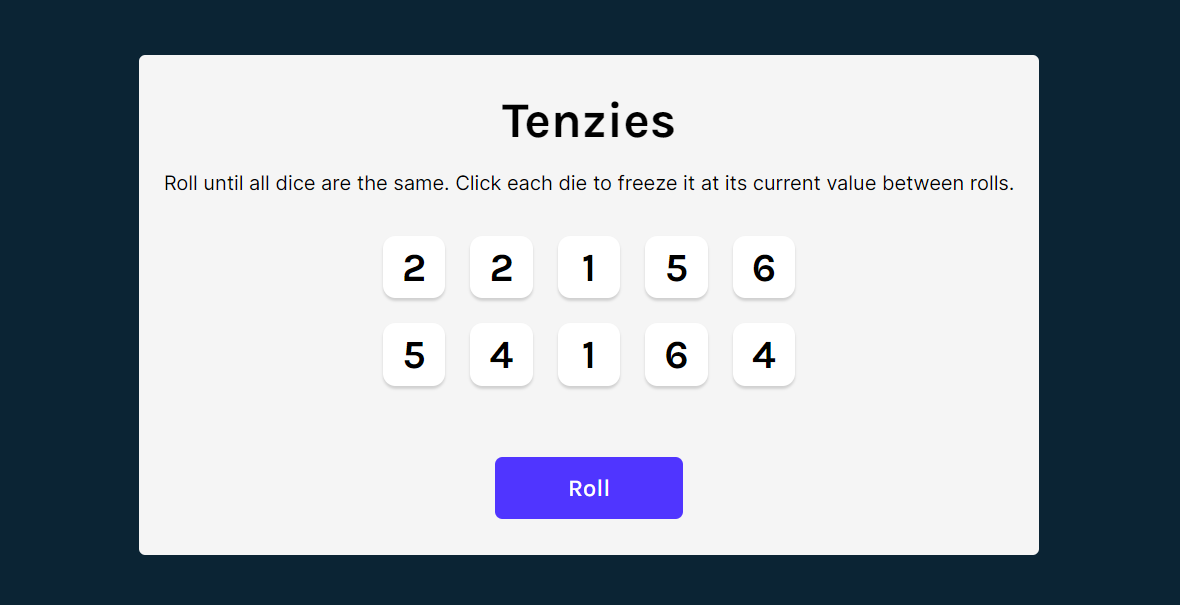 Tenzies
Roll until all dice are the same. Click each die to freeze it at its current value between rolls.
2 2 1 5 6
5 4 1 6 4
Roll